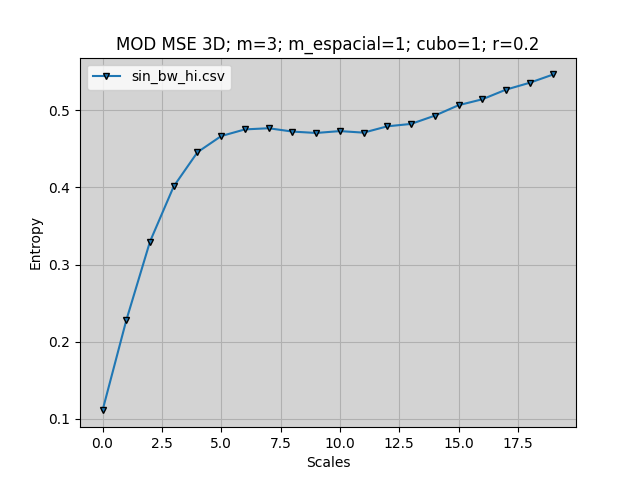 MOD MSE 3D; m=3; m_espacial=1; cubo=1; r=0.2
sin_bw_hi.csv
0.5
0.4
0.3
0.2
0.1
Entropy
0.0 2.5 5.0 7.5 10.0 12.5 15.0 17.5
Scales